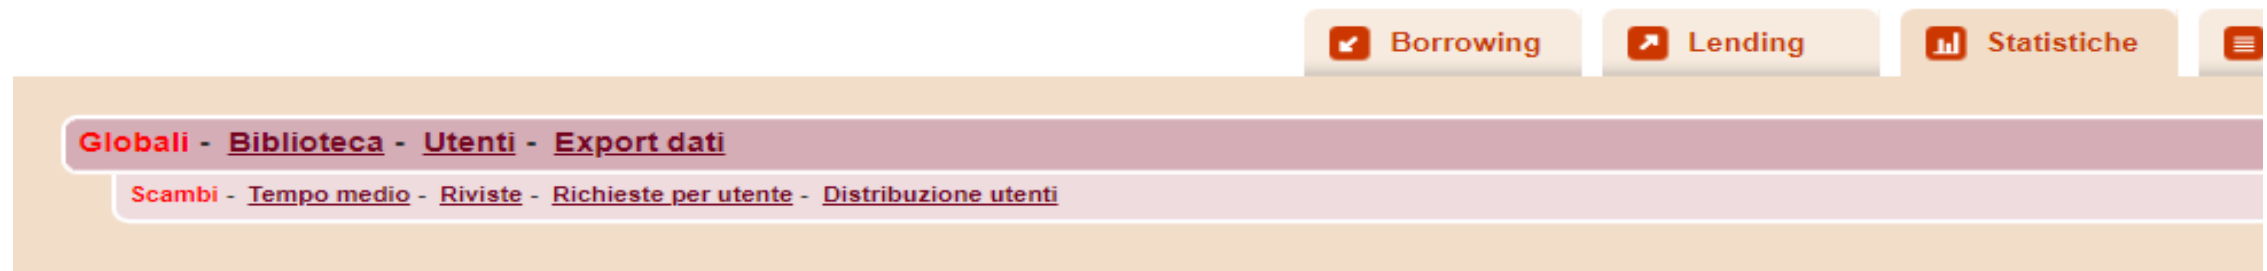 Borrowing Lending Statistiche
Globali - Biblioteca - Utenti - Export dati
Scambi - Tempo medio - Riviste - Richieste per utente - Distribuzione utenti